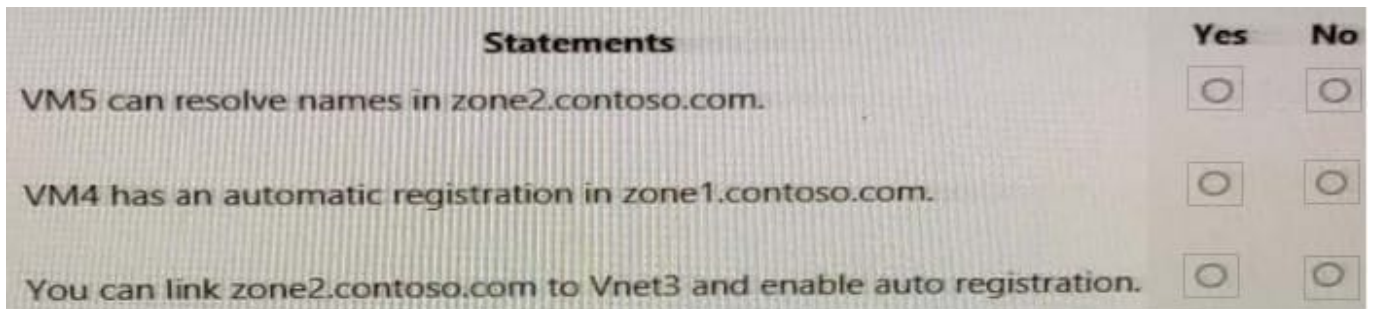 Statements Yes No
VM5 can resolve names in zone2.contoso.com.
VM4 has an automatic registration in zone1.contoso.com.
You can link zone2.contoso.com to Vnet3 and enable auto registration.